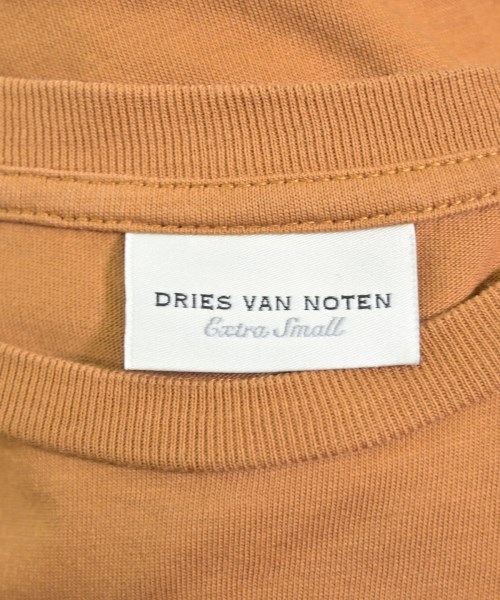 DRIES VAN NOTEN
Extra Small